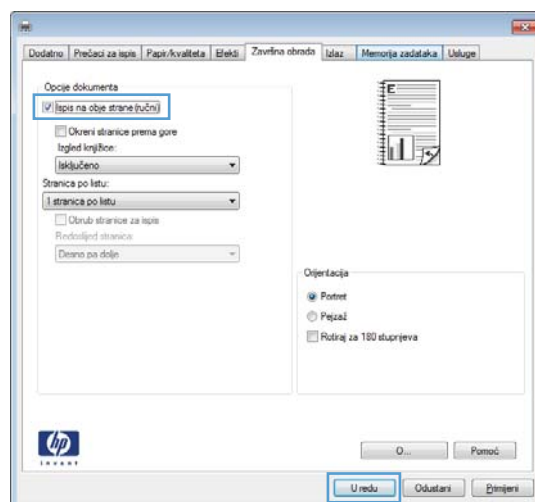 Dodatno Prečaci za ispis Papir/kvaliteta Efekti Završna obrada Izlaz Memorija zadataka Usluge
Opcije dokumenta
Ispis na obje strane (ručni)
Okreni stranice prema gore
Izgled knjižice:
Isključeno
Stranica po listu:
1 stranica po listu
Obrub stranice za ispis
Redoslijed stranica:
Desno pa dolje
E
Orijentacija
Portret
Pejzaž
Rotiraj za 180 stupnjeva
hp
invent
O... Pomoć
U redu Odustani Primijeni